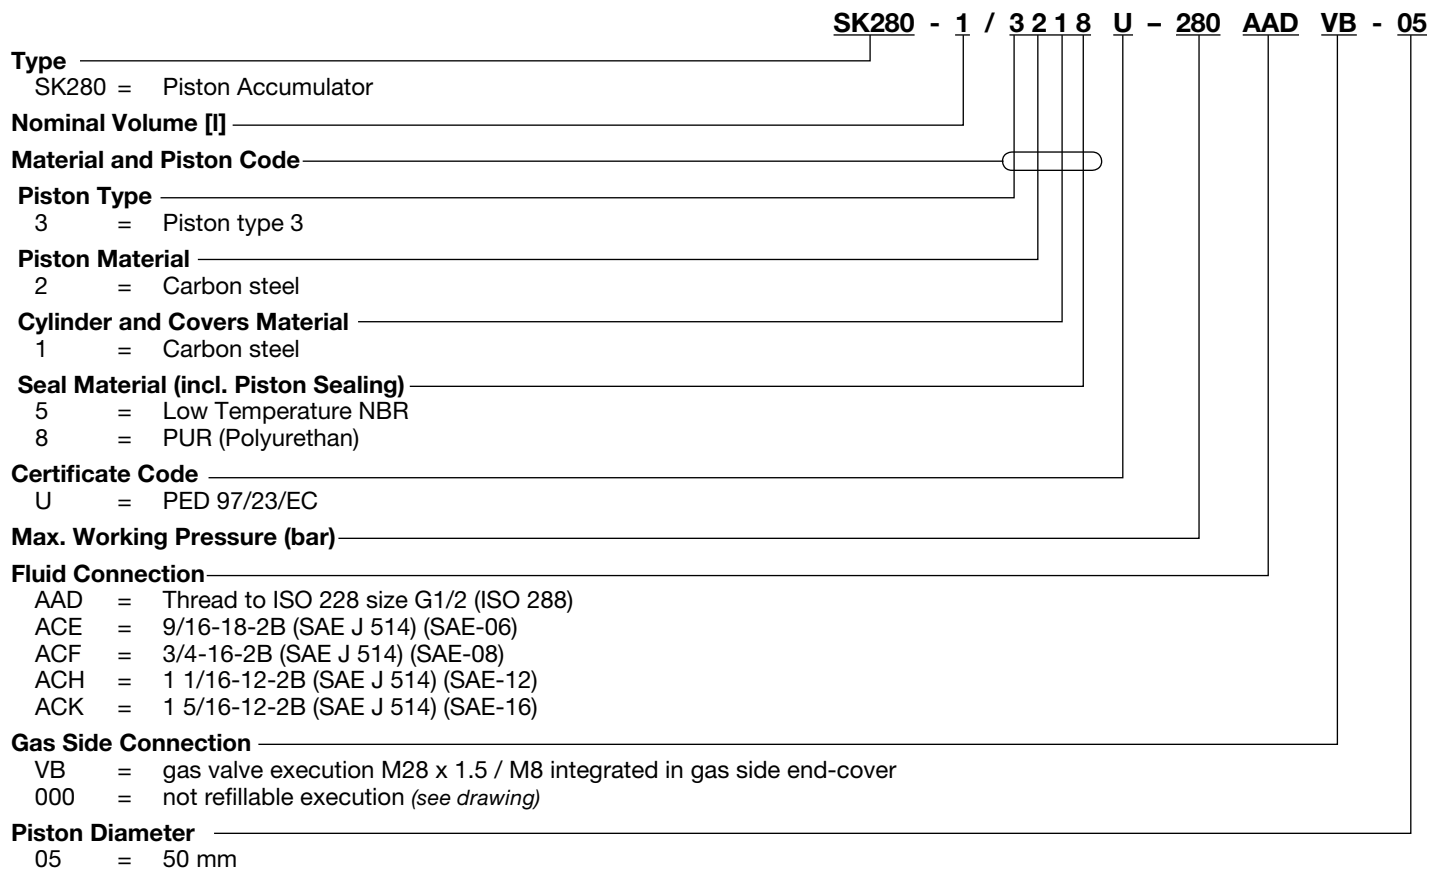 SK280 - 1 / 3 2 1 8 U – 280 AAD VB - 05
Type
SK280 = Piston Accumulator
Nominal Volume [l]
Material and Piston Code
Piston Type
3 = Piston type 3
Piston Material
2 = Carbon steel
Cylinder and Covers Material
1 = Carbon steel
Seal Material (incl. Piston Sealing)
5 = Low Temperature NBR
8 = PUR (Polyurethan)
Certificate Code
U = PED 97/23/EC
Max. Working Pressure (bar)
Fluid Connection
AAD = Thread to ISO 228 size G1/2 (ISO 288)
ACE = 9/16-18-2B (SAE J 514) (SAE-06)
ACF = 3/4-16-2B (SAE J 514) (SAE-08)
ACH = 1 1/16-12-2B (SAE J 514) (SAE-12)
ACK = 1 5/16-12-2B (SAE J 514) (SAE-16)
Gas Side Connection
VB = gas valve execution M28 x 1.5 / M8 integrated in gas side end-cover
000 = not refillable execution (see drawing)
Piston Diameter
05 = 50 mm